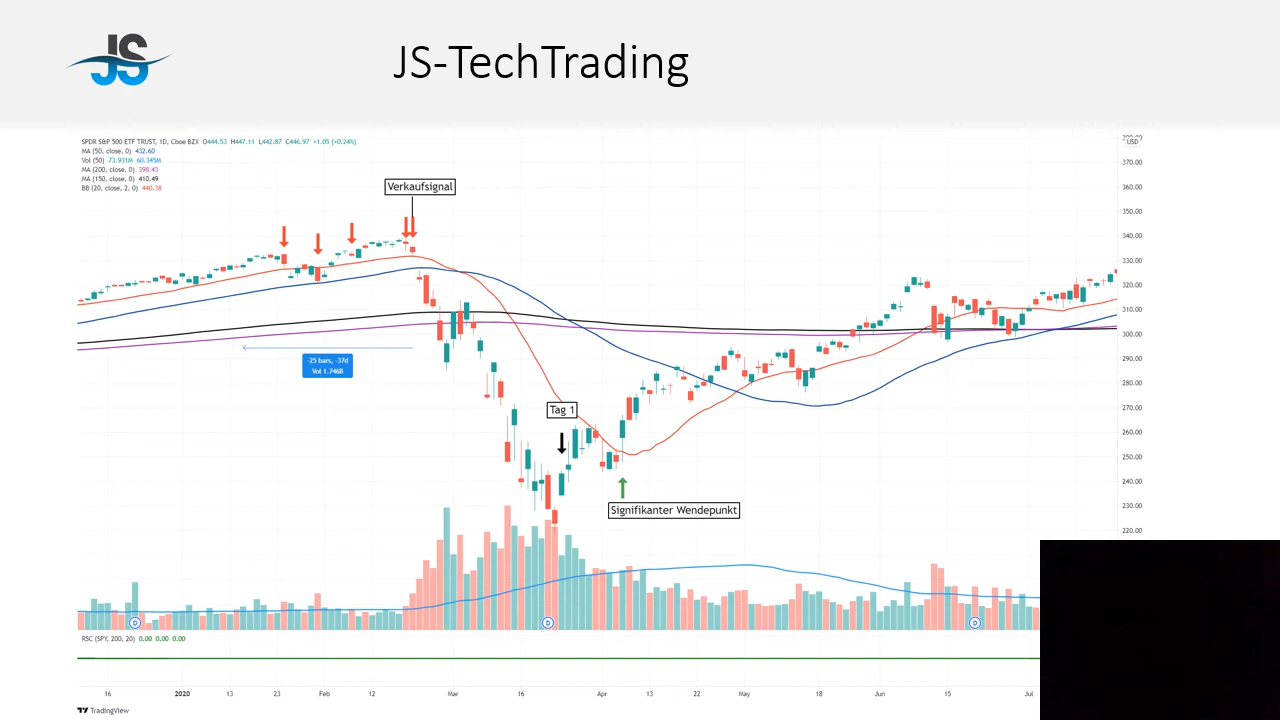 JS
JS-TechTrading
SPDR S&P 500 ETF TRUST, 1D, Cboe BZX O444.53 H447.11 L442.87 C446.97 +1.05 (+0.24%)
MA (50, close, 0) 432.60
Vol (50) 73.931M 60.345M
MA (200, close, 0) 398.43
MA (150, close, 0) 410.49
BB (20, close, 2, 0) 440.38
USD
370.00
360.00
350.00
340.00
330.00
320.00
310.00
300.00
290.00
280.00
270.00
260.00
250.00
240.00
230.00
220.00
Verkaufsignal
-25 bars, -37d
Vol 1.746B
Tag 1
Signifikanter Wendepunkt
D
D
D
RSC (SPY, 200, 20) 0.00 0.00 0.00
16 2020 13 23 Feb 12 Mar 16 Apr 13 22 May 18 Jun 15 Jul
TradingView